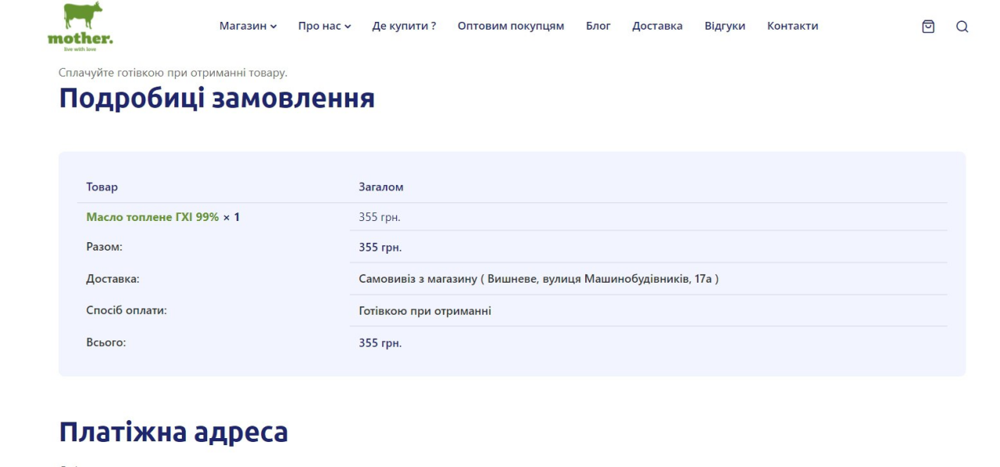 mother.
live with love
Магазин Про нас Де купити ? Оптовим покупцям Блог Доставка Відгуки Контакти
Сплачуйте готівкою при отриманні товару.
Подробиці замовлення
Товар Загалом
Масло топлене ГХІ 99% × 1 355 грн.
Разом: 355 грн.
Доставка: Самовивіз з магазину ( Вишневе, вулиця Машинобудівників, 17а )
Спосіб оплати: Готівкою при отриманні
Всього: 355 грн.
Платіжна адреса